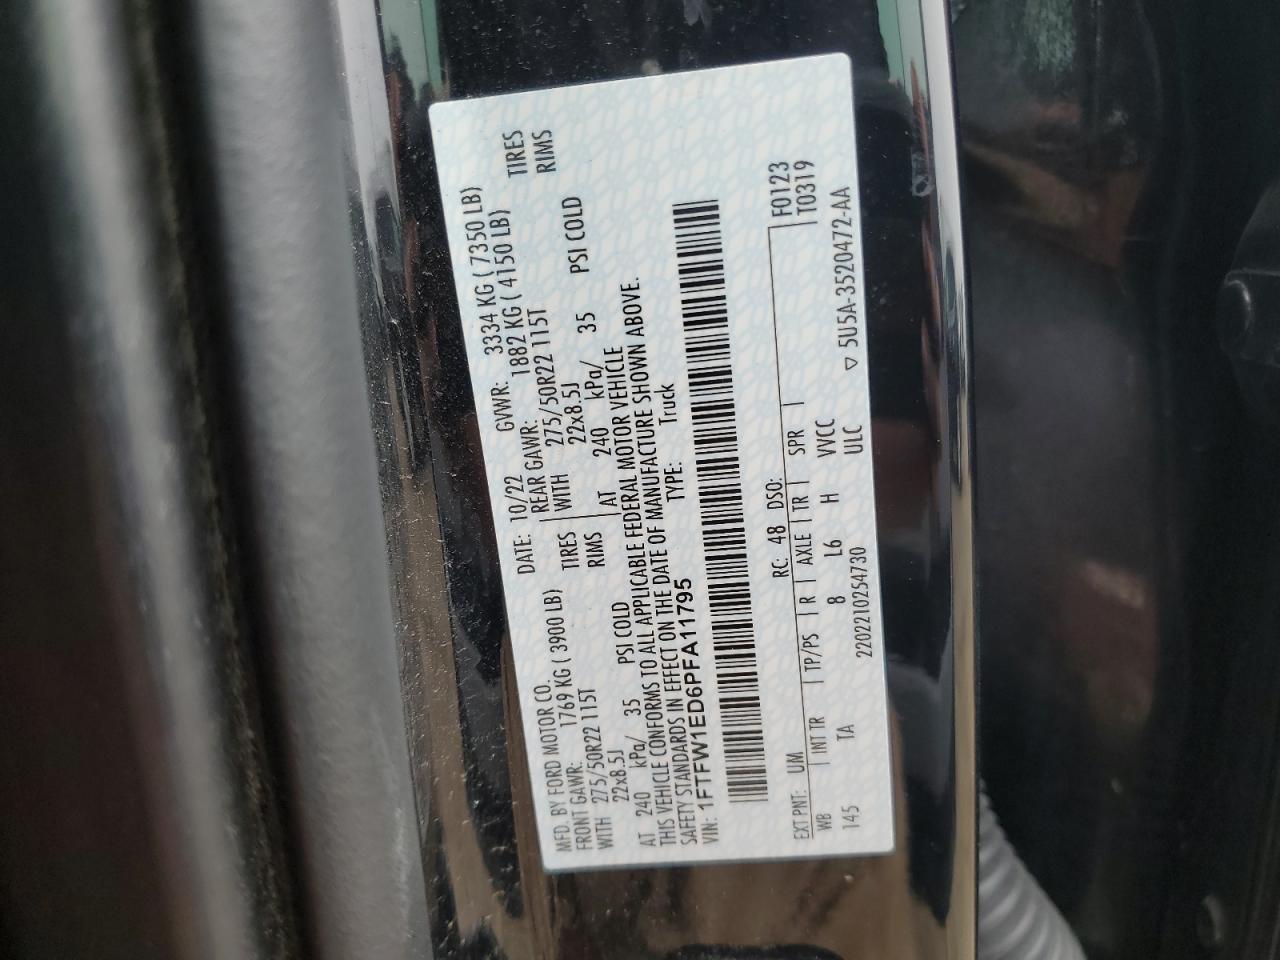 MFD. BY FORD MOTOR CO. DATE: 10/22 GVWR: 3334 KG ( 7350 LB)
FRONT GAWR: 1769 KG ( 3900 LB) REAR GAWR: 1882 KG ( 4150 LB)
WITH 275/50R22 115T TIRES WITH 275/50R22 115T TIRES
22x8.5J RIMS 22x8.5J RIMS
AT 240 kPa/ 35 PSI COLD AT 240 kPa/ 35 PSI COLD
THIS VEHICLE CONFORMS TO ALL APPLICABLE FEDERAL MOTOR VEHICLE
SAFETY STANDARDS IN EFFECT ON THE DATE OF MANUFACTURE SHOWN ABOVE.
VIN: 1FTFW1ED6PFA11795 TYPE: Truck
EXT PNT: UM RC: 48 DSO: F0123
WB INT TR TP/PS R AXLE TR SPR T0319
145 TA 8 L6 H VVCC
2202210254730 ULC ▽ 5U5A-3520472-AA